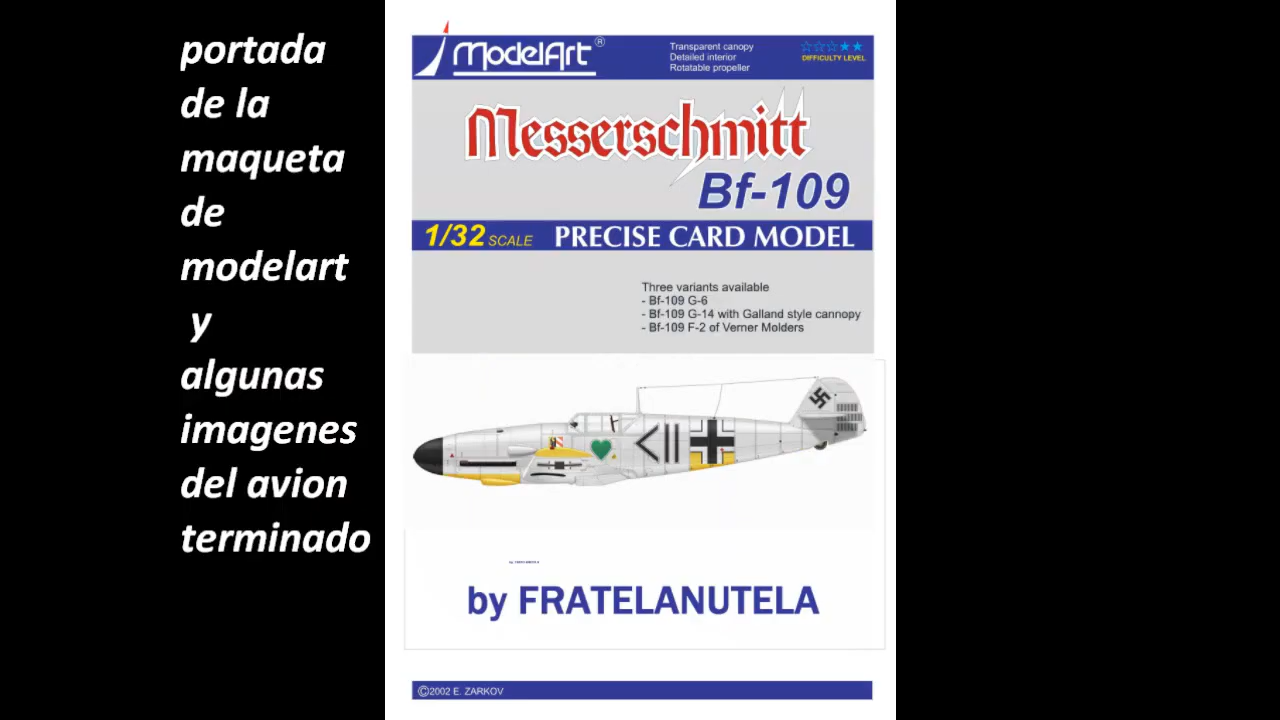 portada
de la
maqueta
de
modelart
y
algunas
imagenes
del avion
terminado
ModelArt®
Transparent canopy
Detailed interior
Rotatable propeller
DIFFICULTY LEVEL
Messerschmitt
Bf-109
1/32 SCALE PRECISE CARD MODEL
Three variants available
- Bf-109 G-6
- Bf-109 G-14 with Galland style cannopy
- Bf-109 F-2 of Verner Molders
by FRATELANUTELA
©2002 E. ZARKOV